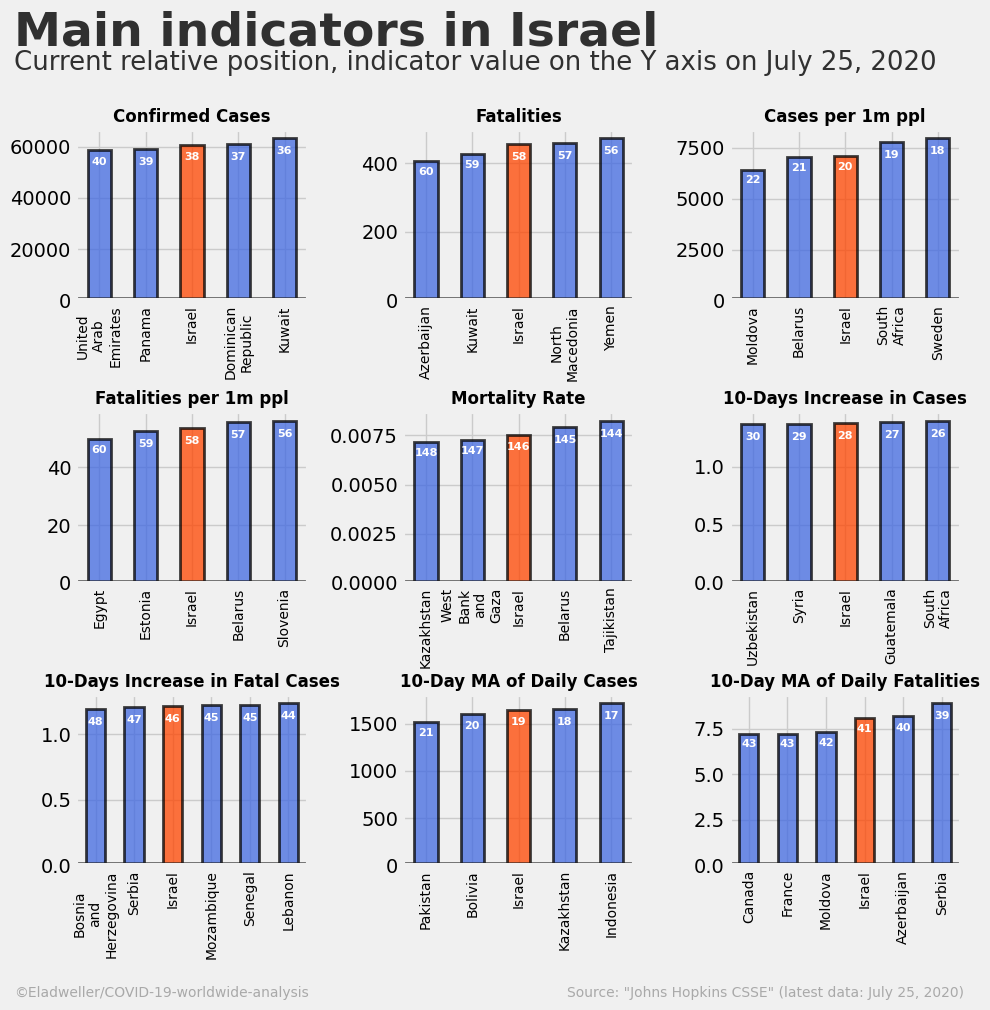 Main indicators in Israel
Current relative position, indicator value on the Y axis on July 25, 2020
Confirmed Cases
60000
40000
20000
0
40
39
38
37
36
United
Arab
Emirates
Panama
Israel
Dominican
Republic
Kuwait
Fatalities
400
200
0
60
59
58
57
56
Azerbaijan
Kuwait
Israel
North
Macedonia
Yemen
Cases per 1m ppl
7500
5000
2500
0
22
21
20
19
18
Moldova
Belarus
Israel
South
Africa
Sweden
Fatalities per 1m ppl
40
20
0
60
59
58
57
56
Egypt
Estonia
Israel
Belarus
Slovenia
Mortality Rate
0.0075
0.0050
0.0025
0.0000
148
147
146
145
144
Kazakhstan
West
Bank
and
Gaza
Israel
Belarus
Tajikistan
10-Days Increase in Cases
1.0
0.5
0.0
30
29
28
27
26
Uzbekistan
Syria
Israel
Guatemala
South
Africa
10-Days Increase in Fatal Cases
1.0
0.5
0.0
48
47
46
45
45
44
Bosnia
and
Herzegovina
Serbia
Israel
Mozambique
Senegal
Lebanon
10-Day MA of Daily Cases
1500
1000
500
0
21
20
19
18
17
Pakistan
Bolivia
Israel
Kazakhstan
Indonesia
10-Day MA of Daily Fatalities
7.5
5.0
2.5
0.0
43
43
42
41
40
39
Canada
France
Moldova
Israel
Azerbaijan
Serbia
©Eladweller/COVID-19-worldwide-analysis
Source: "Johns Hopkins CSSE" (latest data: July 25, 2020)